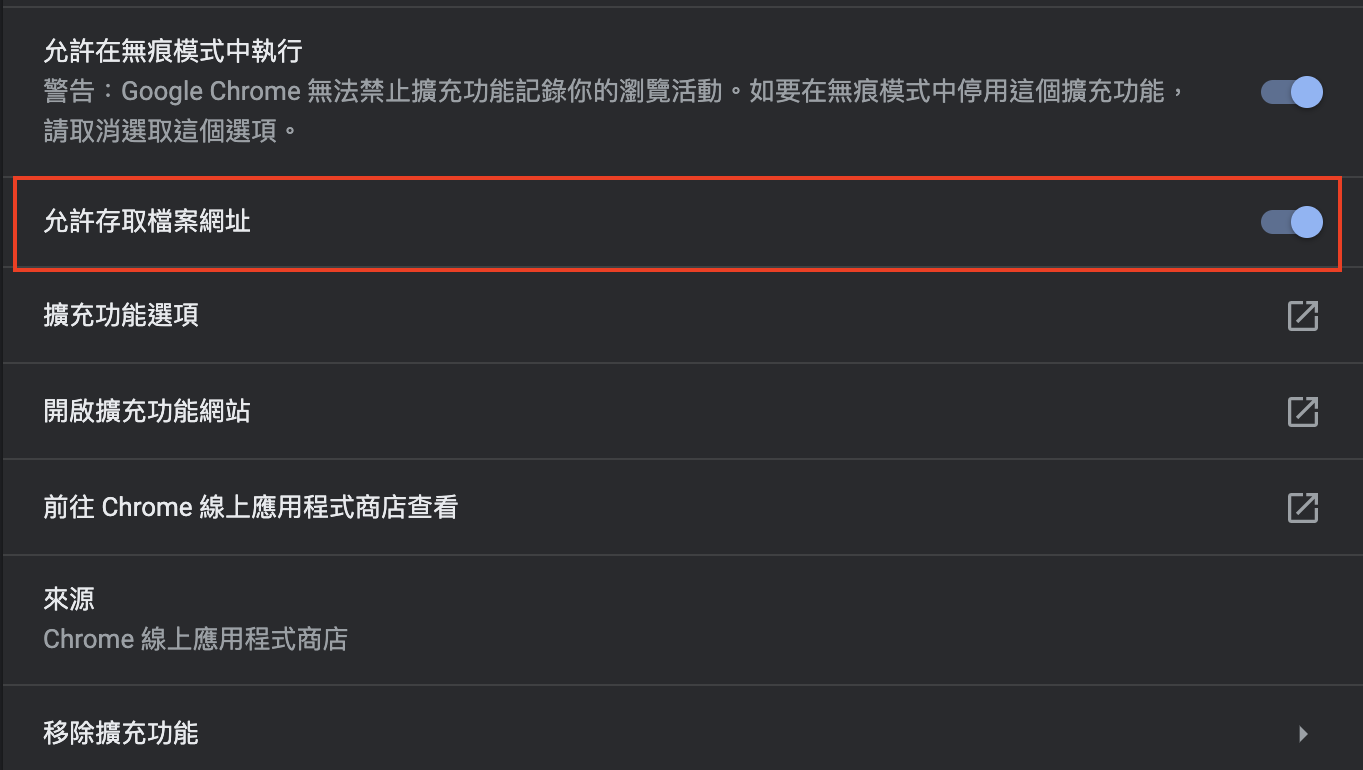 允許在無痕模式中執行
警告：Google Chrome 無法禁止擴充功能記錄你的瀏覽活動。如要在無痕模式中停用這個擴充功能，
請取消選取這個選項。
允許存取檔案網址
擴充功能選項
開啟擴充功能網站
前往 Chrome 線上應用程式商店查看
來源
Chrome 線上應用程式商店
移除擴充功能